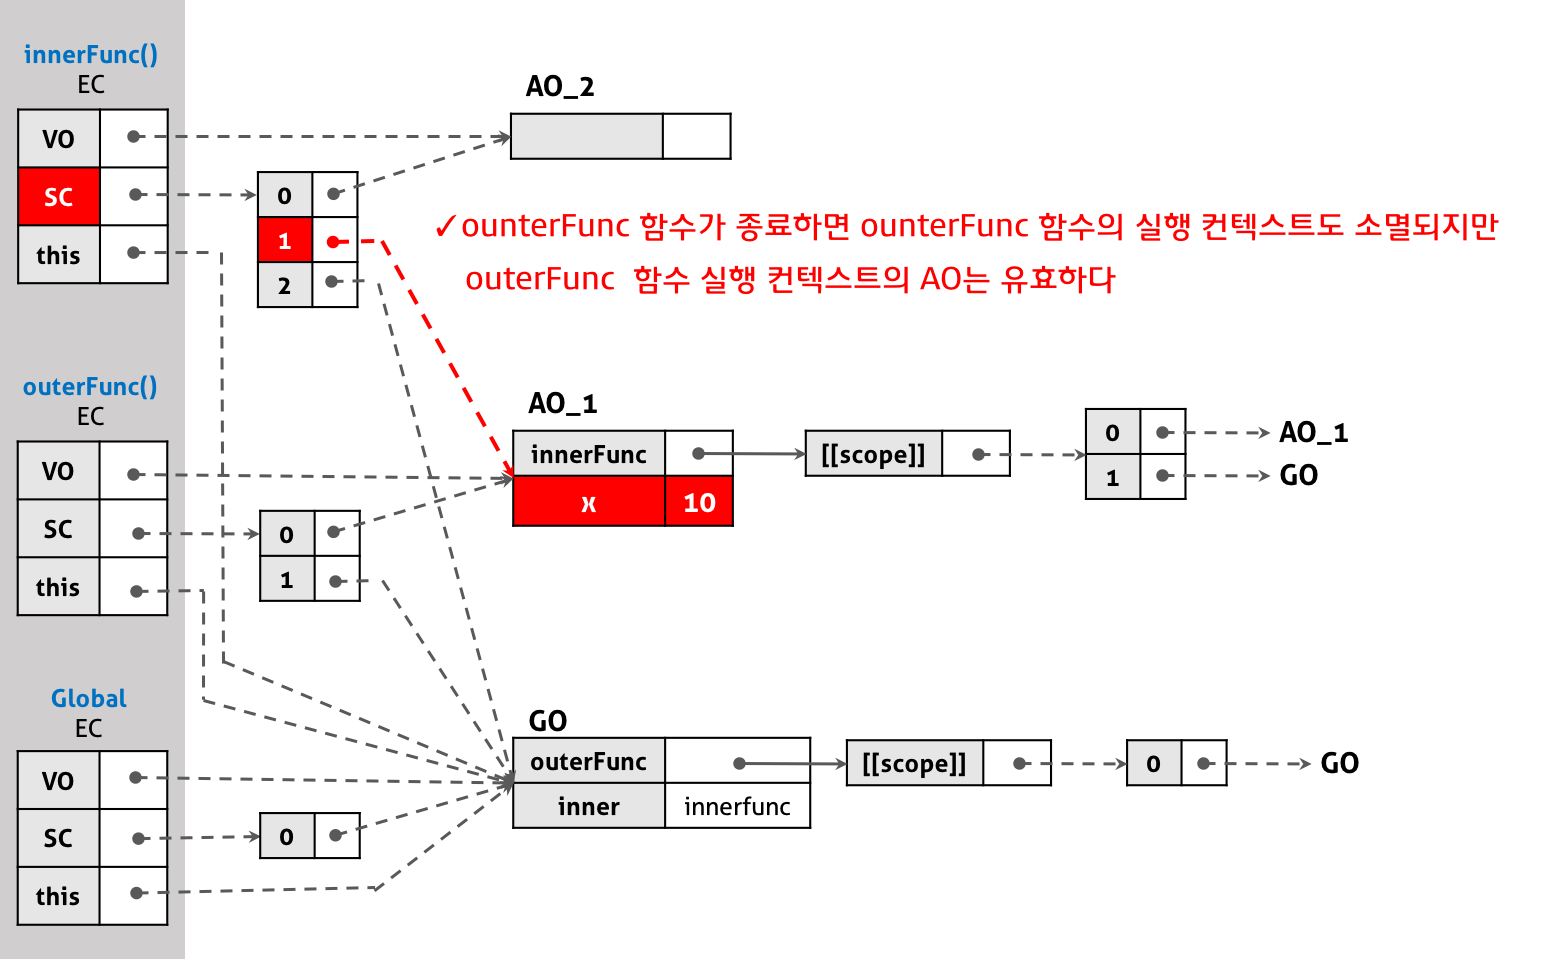 innerFunc()
EC
VO
SC
this
0
1
2
AO_2
✓ounterFunc 함수가 종료하면 ounterFunc 함수의 실행 컨텍스트도 소멸되지만
outerFunc 함수 실행 컨텍스트의 AO는 유효하다
outerFunc()
EC
VO
SC
this
0
1
AO_1
innerFunc
x 10
[[scope]]
0
1
AO_1
GO
Global
EC
VO
SC
this
0
GO
outerFunc
inner innerfunc
[[scope]]
0
GO